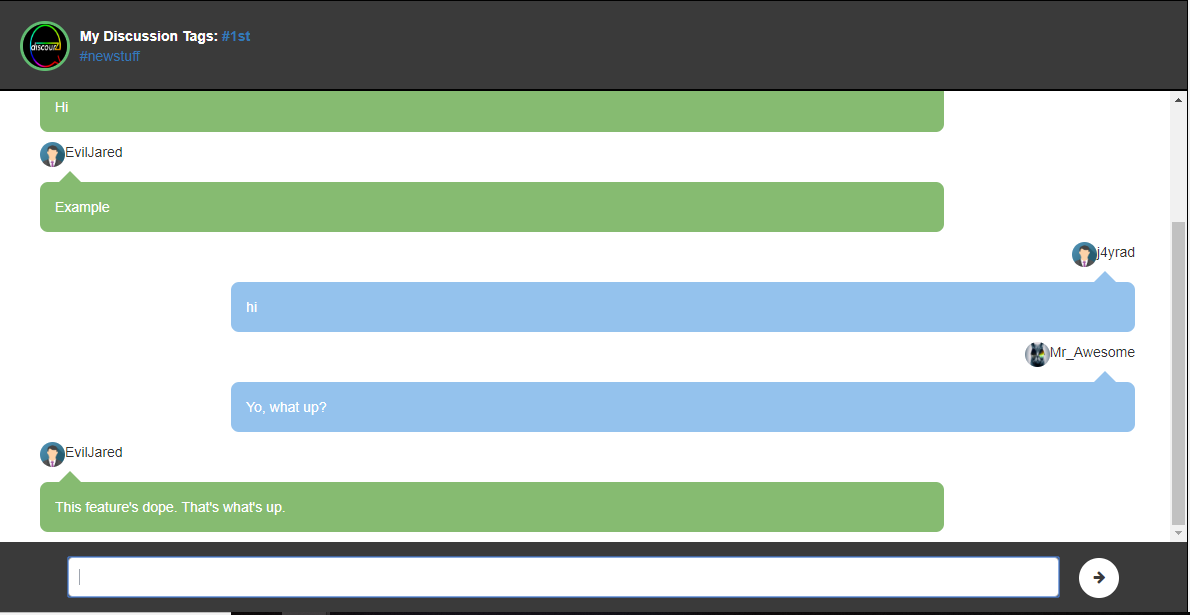 discourz
My Discussion Tags: #1st
#newstuff
Hi
EvilJared
Example
j4yrad
hi
Mr_Awesome
Yo, what up?
EvilJared
This feature's dope. That's what's up.